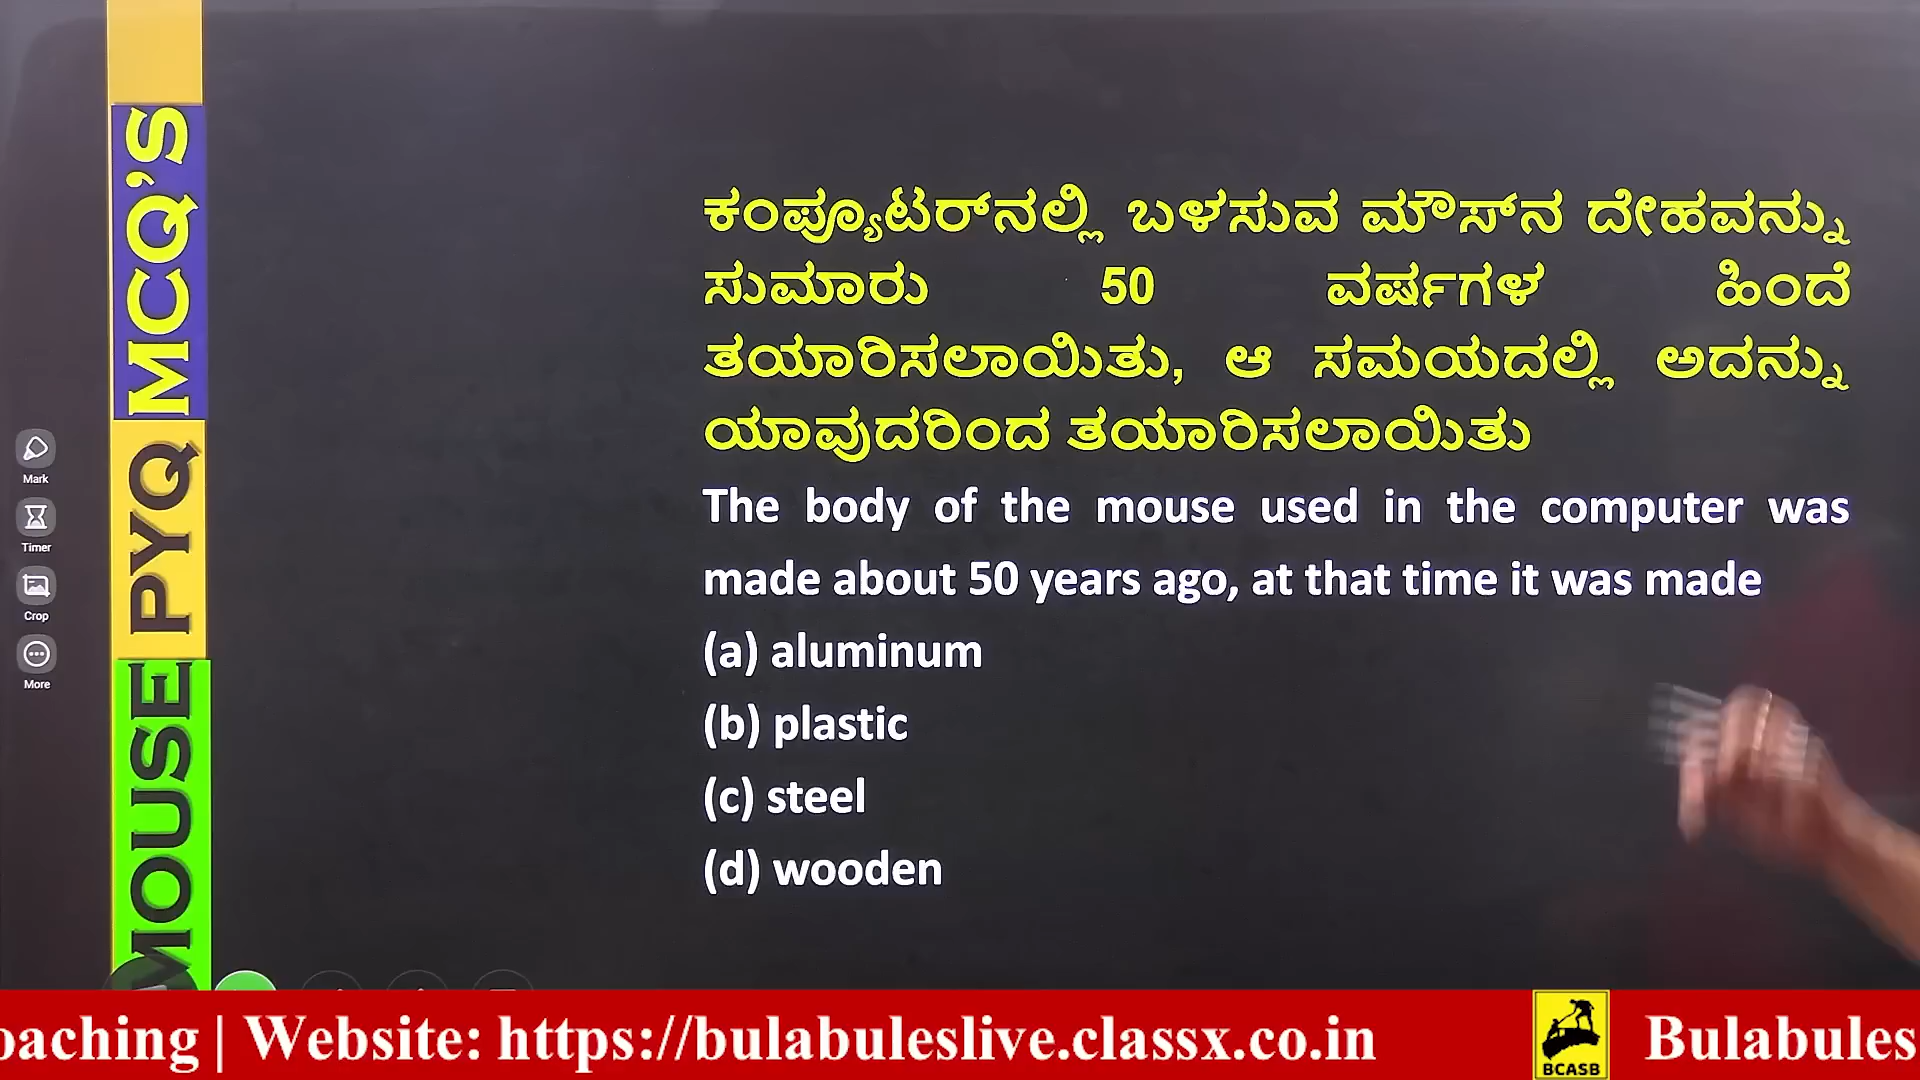 MOUSE PYQ MCQ'S
ಕಂಪ್ಯೂಟರ್‌ನಲ್ಲಿ ಬಳಸುವ ಮೌಸ್‌ನ ದೇಹವನ್ನು
ಸುಮಾರು 50 ವರ್ಷಗಳ ಹಿಂದೆ
ತಯಾರಿಸಲಾಯಿತು, ಆ ಸಮಯದಲ್ಲಿ ಅದನ್ನು
ಯಾವುದರಿಂದ ತಯಾರಿಸಲಾಯಿತು
The body of the mouse used in the computer was
made about 50 years ago, at that time it was made
(a) aluminum
(b) plastic
(c) steel
(d) wooden
Mark
Timer
Crop
More
oaching | Website: https://bulabuleslive.classx.co.in
BCASB
Bulabules